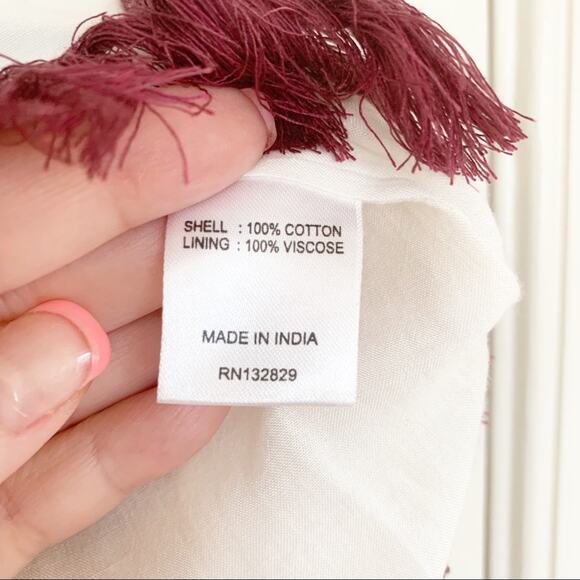 SHELL : 100% COTTON
LINING : 100% VISCOSE
MADE IN INDIA
RN132829